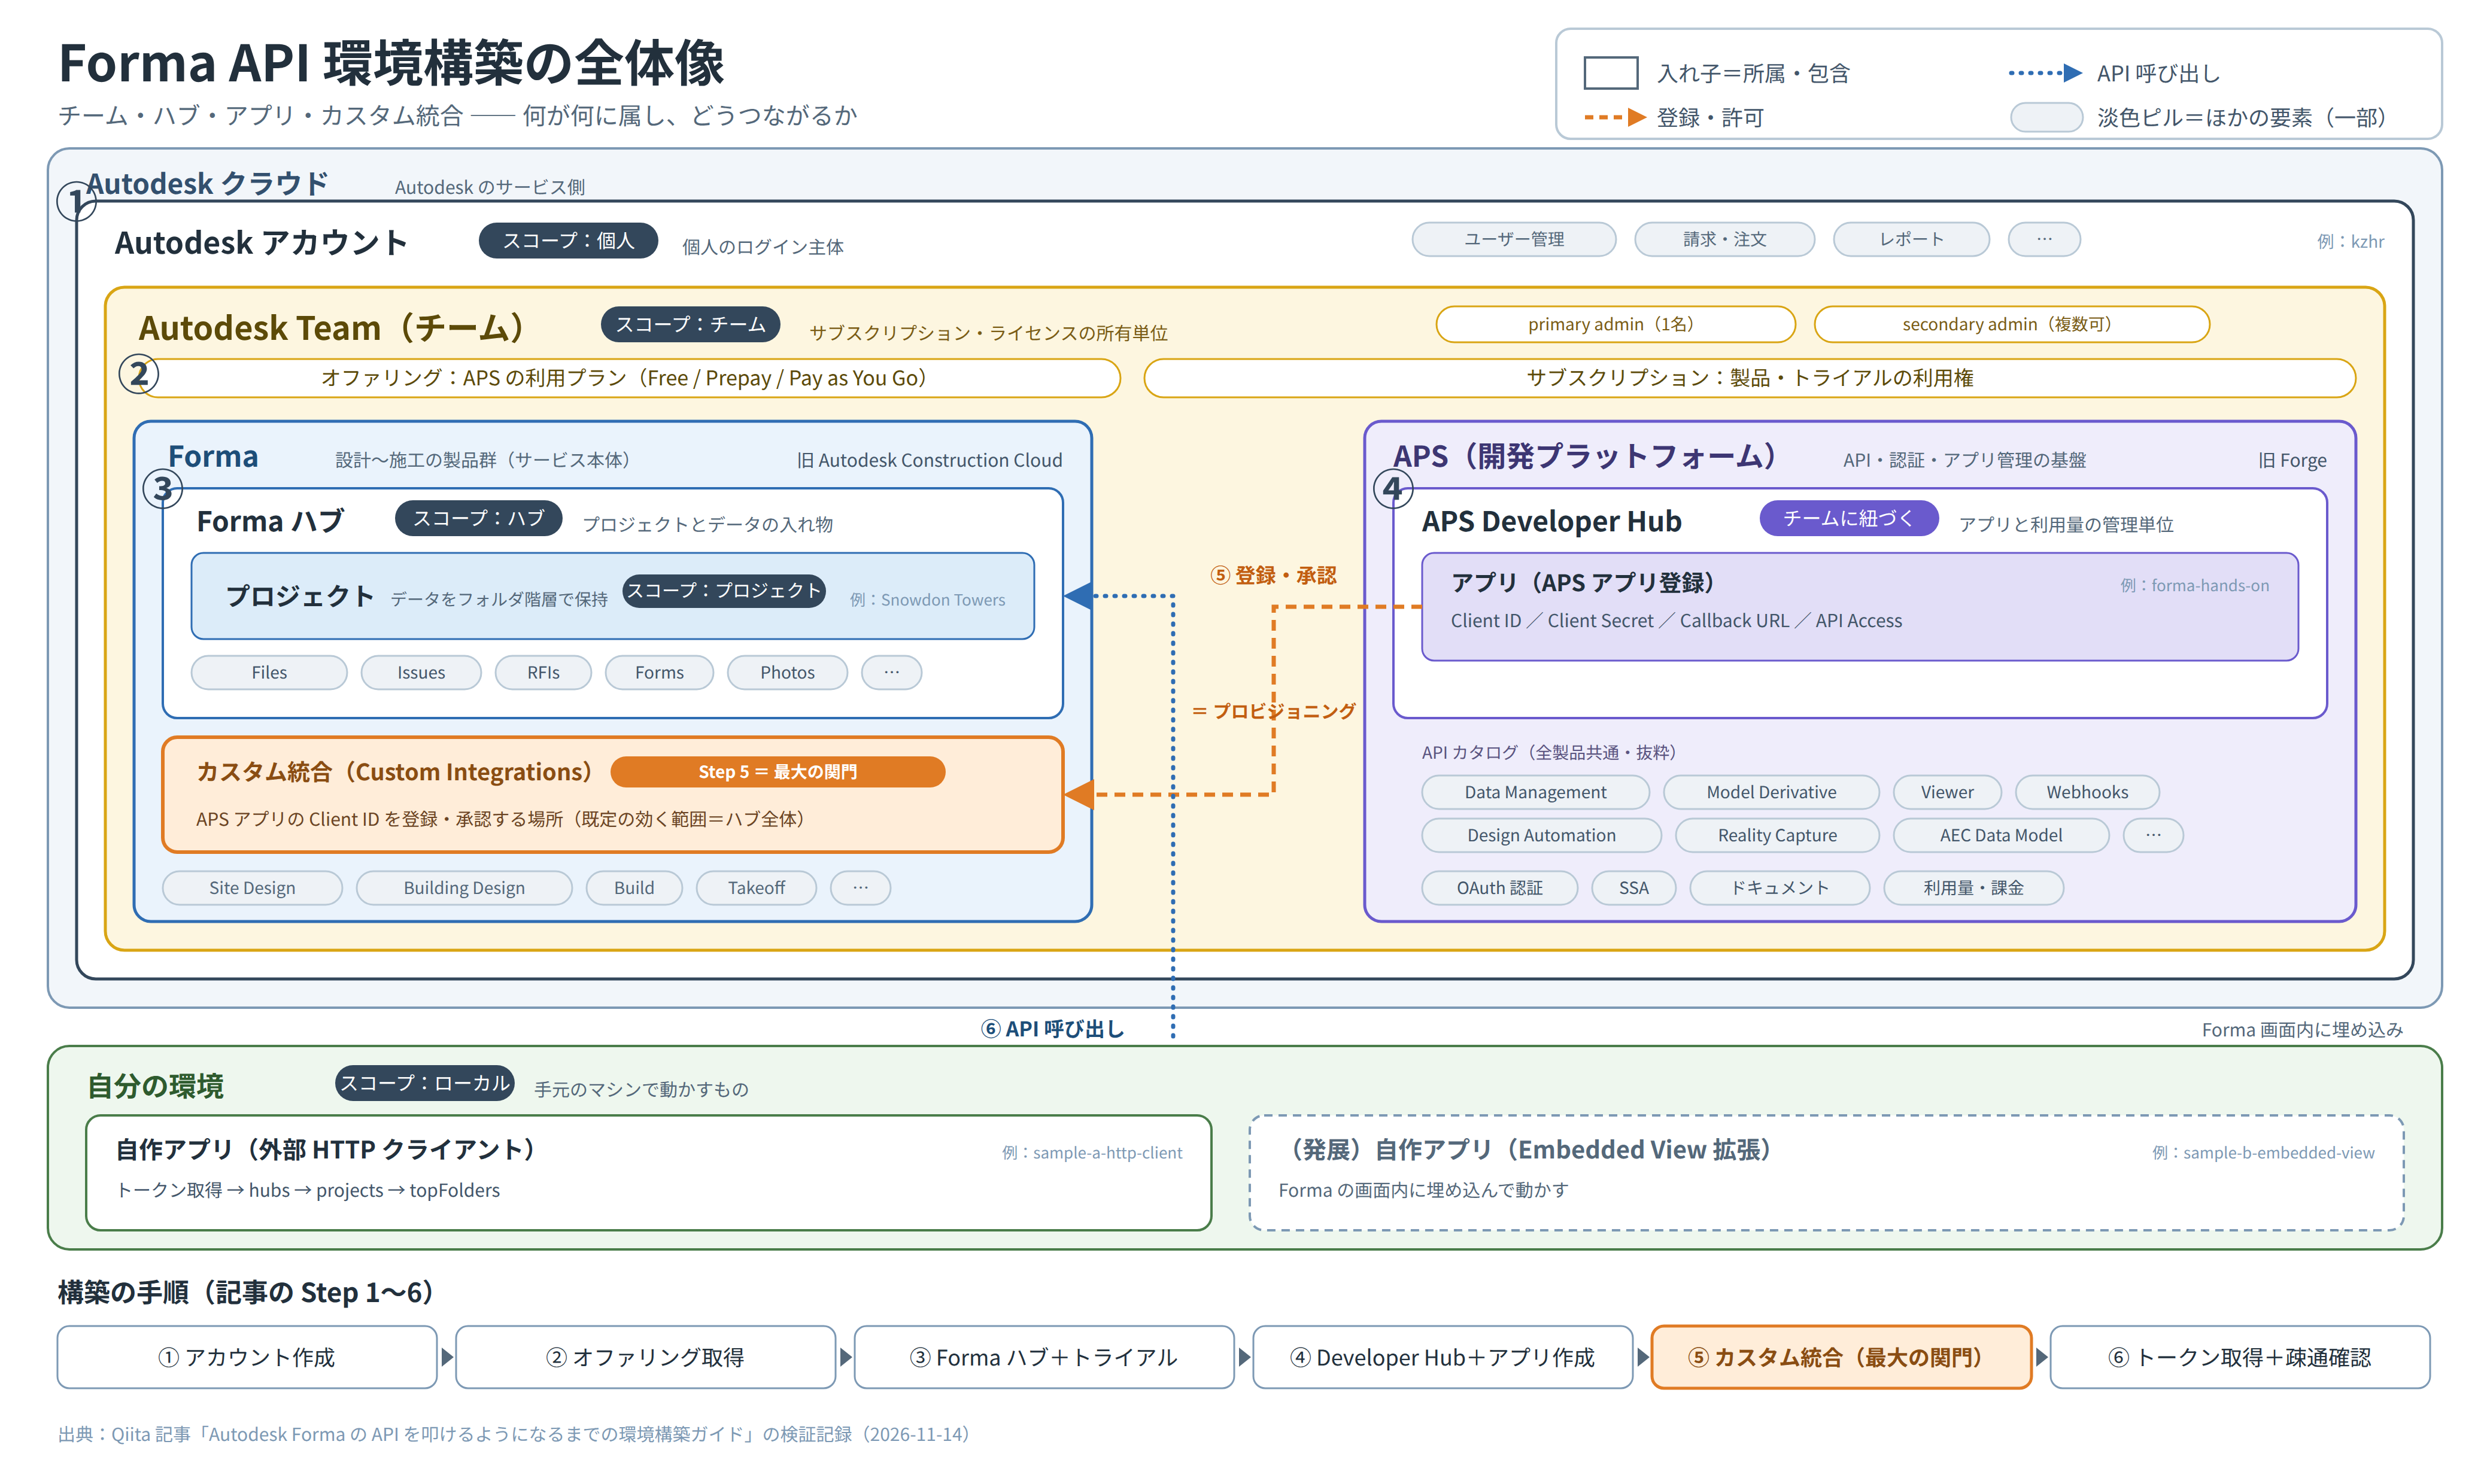 Forma API 環境構築の全体像
チーム・ハブ・アプリ・カスタム統合 —— 何が何に属し、どうつながるか
入れ子＝所属・包含
API 呼び出し
登録・許可
淡色ピル＝ほかの要素（一部）
Autodesk クラウド
Autodesk のサービス側
①
Autodesk アカウント
スコープ：個人
個人のログイン主体
ユーザー管理
請求・注文
レポート
…
例：kzhr
Autodesk Team（チーム）
スコープ：チーム
サブスクリプション・ライセンスの所有単位
primary admin（1名）
secondary admin（複数可）
②
オファリング：APS の利用プラン（Free / Prepay / Pay as You Go）
サブスクリプション：製品・トライアルの利用権
Forma
設計〜施工の製品群（サービス本体）
旧 Autodesk Construction Cloud
③
Forma ハブ
スコープ：ハブ
プロジェクトとデータの入れ物
プロジェクト
データをフォルダ階層で保持
スコープ：プロジェクト
例：Snowdon Towers
Files
Issues
RFIs
Forms
Photos
…
カスタム統合（Custom Integrations）
Step 5 ＝ 最大の関門
APS アプリの Client ID を登録・承認する場所（既定の効く範囲＝ハブ全体）
Site Design
Building Design
Build
Takeoff
…
⑤ 登録・承認
＝ プロビジョニング
APS（開発プラットフォーム）
API・認証・アプリ管理の基盤
旧 Forge
④
APS Developer Hub
チームに紐づく
アプリと利用量の管理単位
アプリ（APS アプリ登録）
例：forma-hands-on
Client ID ／ Client Secret ／ Callback URL ／ API Access
API カタログ（全製品共通・抜粋）
Data Management
Model Derivative
Viewer
Webhooks
Design Automation
Reality Capture
AEC Data Model
…
OAuth 認証
SSA
ドキュメント
利用量・課金
⑥ API 呼び出し
Forma 画面内に埋め込み
自分の環境
スコープ：ローカル
手元のマシンで動かすもの
自作アプリ（外部 HTTP クライアント）
例：sample-a-http-client
トークン取得 → hubs → projects → topFolders
（発展）自作アプリ（Embedded View 拡張）
例：sample-b-embedded-view
Forma の画面内に埋め込んで動かす
構築の手順（記事の Step 1〜6）
① アカウント作成
② オファリング取得
③ Forma ハブ＋トライアル
④ Developer Hub＋アプリ作成
⑤ カスタム統合（最大の関門）
⑥ トークン取得＋疎通確認
出典：Qiita 記事「Autodesk Forma の API を叩けるようになるまでの環境構築ガイド」の検証記録（2026-11-14）